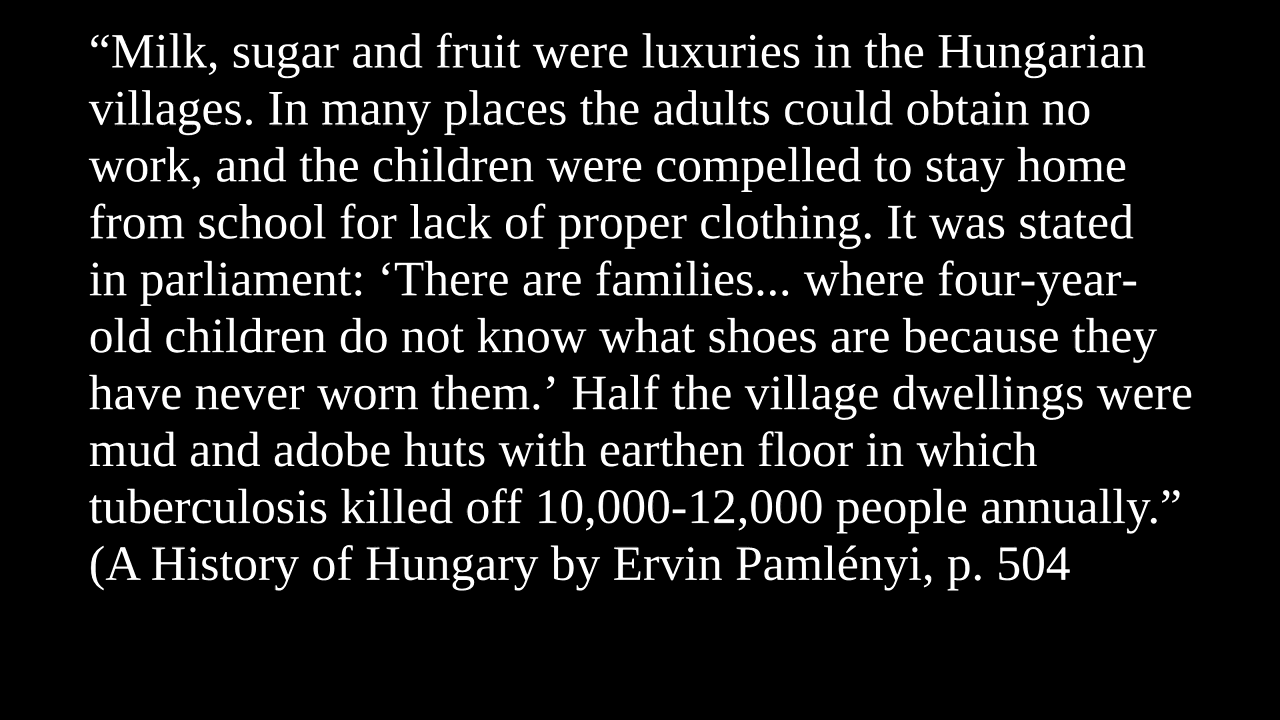 “Milk, sugar and fruit were luxuries in the Hungarian
villages. In many places the adults could obtain no
work, and the children were compelled to stay home
from school for lack of proper clothing. It was stated
in parliament: ‘There are families... where four-year-
old children do not know what shoes are because they
have never worn them.’ Half the village dwellings were
mud and adobe huts with earthen floor in which
tuberculosis killed off 10,000-12,000 people annually.”
(A History of Hungary by Ervin Pamlényi, p. 504